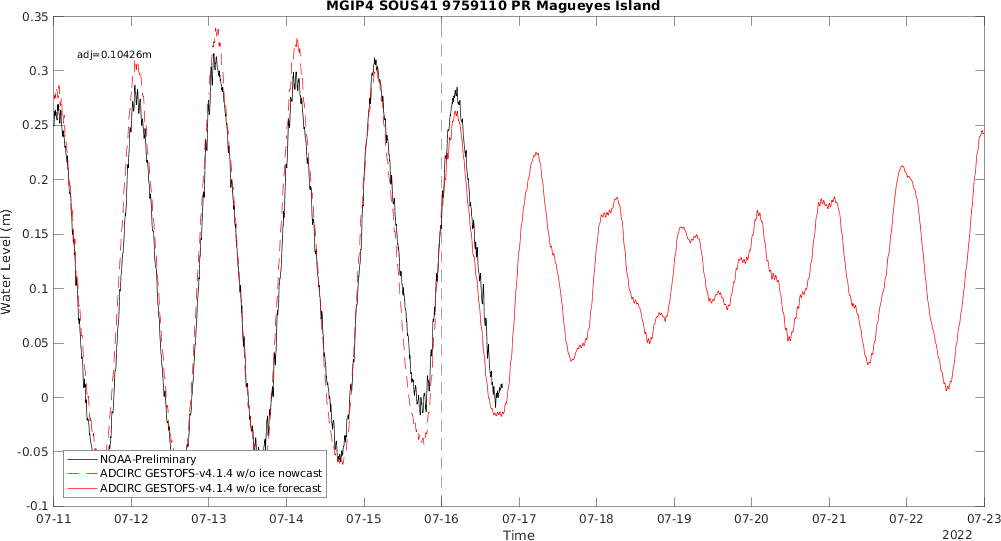 MGIP4 SOUS41 9759110 PR Magueyes Island
adj=0.10426m
0.35
0.3
0.25
0.2
0.15
0.1
0.05
0
-0.05
-0.1
Water Level (m)
NOAA-Preliminary
ADCIRC GESTOFS-v4.1.4 w/o ice nowcast
ADCIRC GESTOFS-v4.1.4 w/o ice forecast
07-11 07-12 07-13 07-14 07-15 07-16 07-17 07-18 07-19 07-20 07-21 07-22 07-23
Time
2022